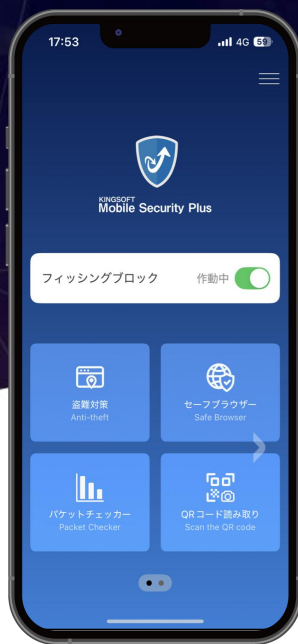 17:53
4G 59
KINGSOFT
Mobile Security Plus
フィッシングブロック 作動中
盗難対策
Anti-theft
セーフブラウザー
Safe Browser
パケットチェッカー
Packet Checker
QRコード読み取り
Scan the QR code